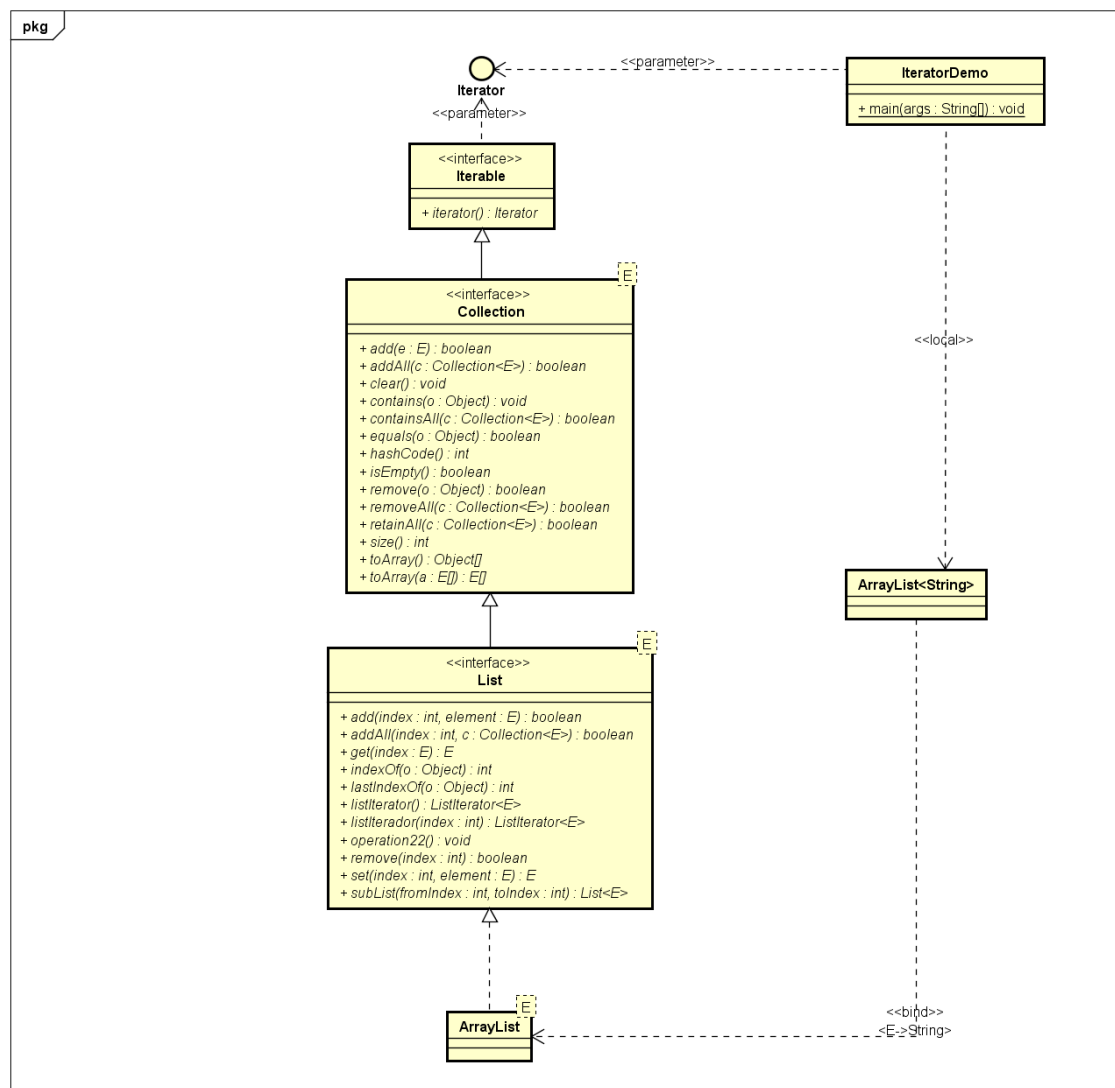 pkg
<<parameter>>
Iterator
<<parameter>>
IteratorDemo
+ main(args : String[]) : void
<<interface>>
Iterable
+ iterator() : Iterator
E
<<interface>>
Collection
+ add(e : E) : boolean
+ addAll(c : Collection<E>) : boolean
+ clear() : void
+ contains(o : Object) : void
+ containsAll(c : Collection<E>) : boolean
+ equals(o : Object) : boolean
+ hashCode() : int
+ isEmpty() : boolean
+ remove(o : Object) : boolean
+ removeAll(c : Collection<E>) : boolean
+ retainAll(c : Collection<E>) : boolean
+ size() : int
+ toArray() : Object[]
+ toArray(a : E[]) : E[]
<<local>>
ArrayList<String>
E
<<interface>>
List
+ add(index : int, element : E) : boolean
+ addAll(index : int, c : Collection<E>) : boolean
+ get(index : E) : E
+ indexOf(o : Object) : int
+ lastIndexOf(o : Object) : int
+ listIterator() : ListIterator<E>
+ listIterador(index : int) : ListIterator<E>
+ operation22() : void
+ remove(index : int) : boolean
+ set(index : int, element : E) : E
+ subList(fromIndex : int, toIndex : int) : List<E>
E
ArrayList
<<bind>>
<E->String>